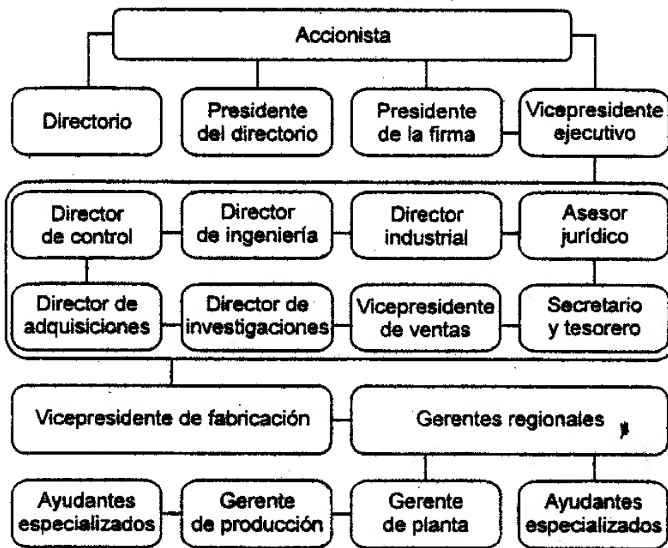 Accionista
Directorio
Presidente
del directorio
Presidente
de la firma
Vicepresidente
ejecutivo
Director
de control
Director
de ingeniería
Director
industrial
Asesor
jurídico
Director de
adquisiciones
Director de
investigaciones
Vicepresidente
de ventas
Secretario
y tesorero
Vicepresidente de fabricación
Gerentes regionales
Ayudantes
especializados
Gerente
de producción
Gerente
de planta
Ayudantes
especializados